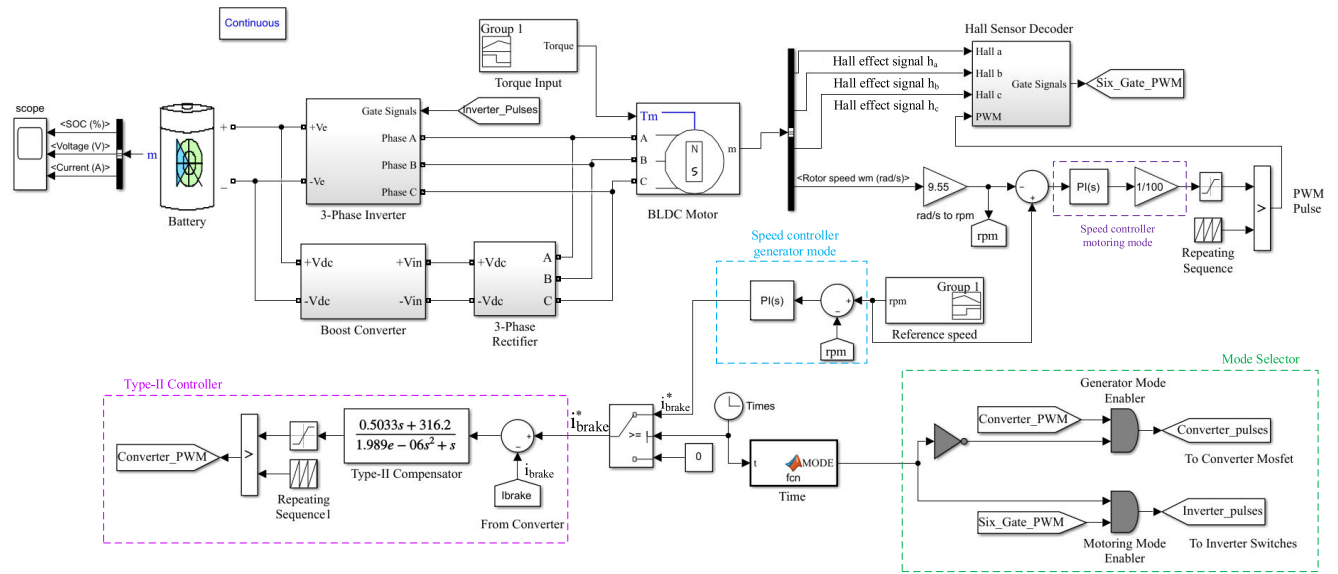 Continuous
scope
<SOC (%)>
<Voltage (V)>
<Current (A)>
m
+
_
Battery
+Ve
-Ve
Gate Signals
Phase A
Phase B
Phase C
3-Phase Inverter
Inverter_Pulses
Group 1
Torque
Torque Input
Tm
A
B
C
N
S
m
BLDC Motor
Hall effect signal ha
Hall effect signal hb
Hall effect signal hc
Hall Sensor Decoder
Hall a
Hall b
Hall c
PWM
Gate Signals
Six_Gate_PWM
<Rotor speed wm (rad/s)>
9.55
rad/s to rpm
rpm
−
+
PI(s)
1/100
Speed controller
motoring mode
Repeating
Sequence
>
PWM
Pulse
+Vdc
-Vdc
+Vin
-Vin
Boost Converter
+Vdc
-Vdc
A
B
C
3-Phase
Rectifier
Speed controller
generator mode
PI(s)
+
−
rpm
Group 1
rpm
Reference speed
Type-II Controller
Converter_PWM
>
Repeating
Sequence1
0.5033s + 316.2
1.989e − 06s² + s
Type-II Compensator
+
−
i*brake
ibrake
Ibrake
From Converter
>=
i*brake
0
Times
t
MODE
fcn
Time
Mode Selector
Generator Mode
Enabler
Converter_PWM
Converter_pulses
To Converter Mosfet
Six_Gate_PWM
Inverter_pulses
Motoring Mode
Enabler
To Inverter Switches